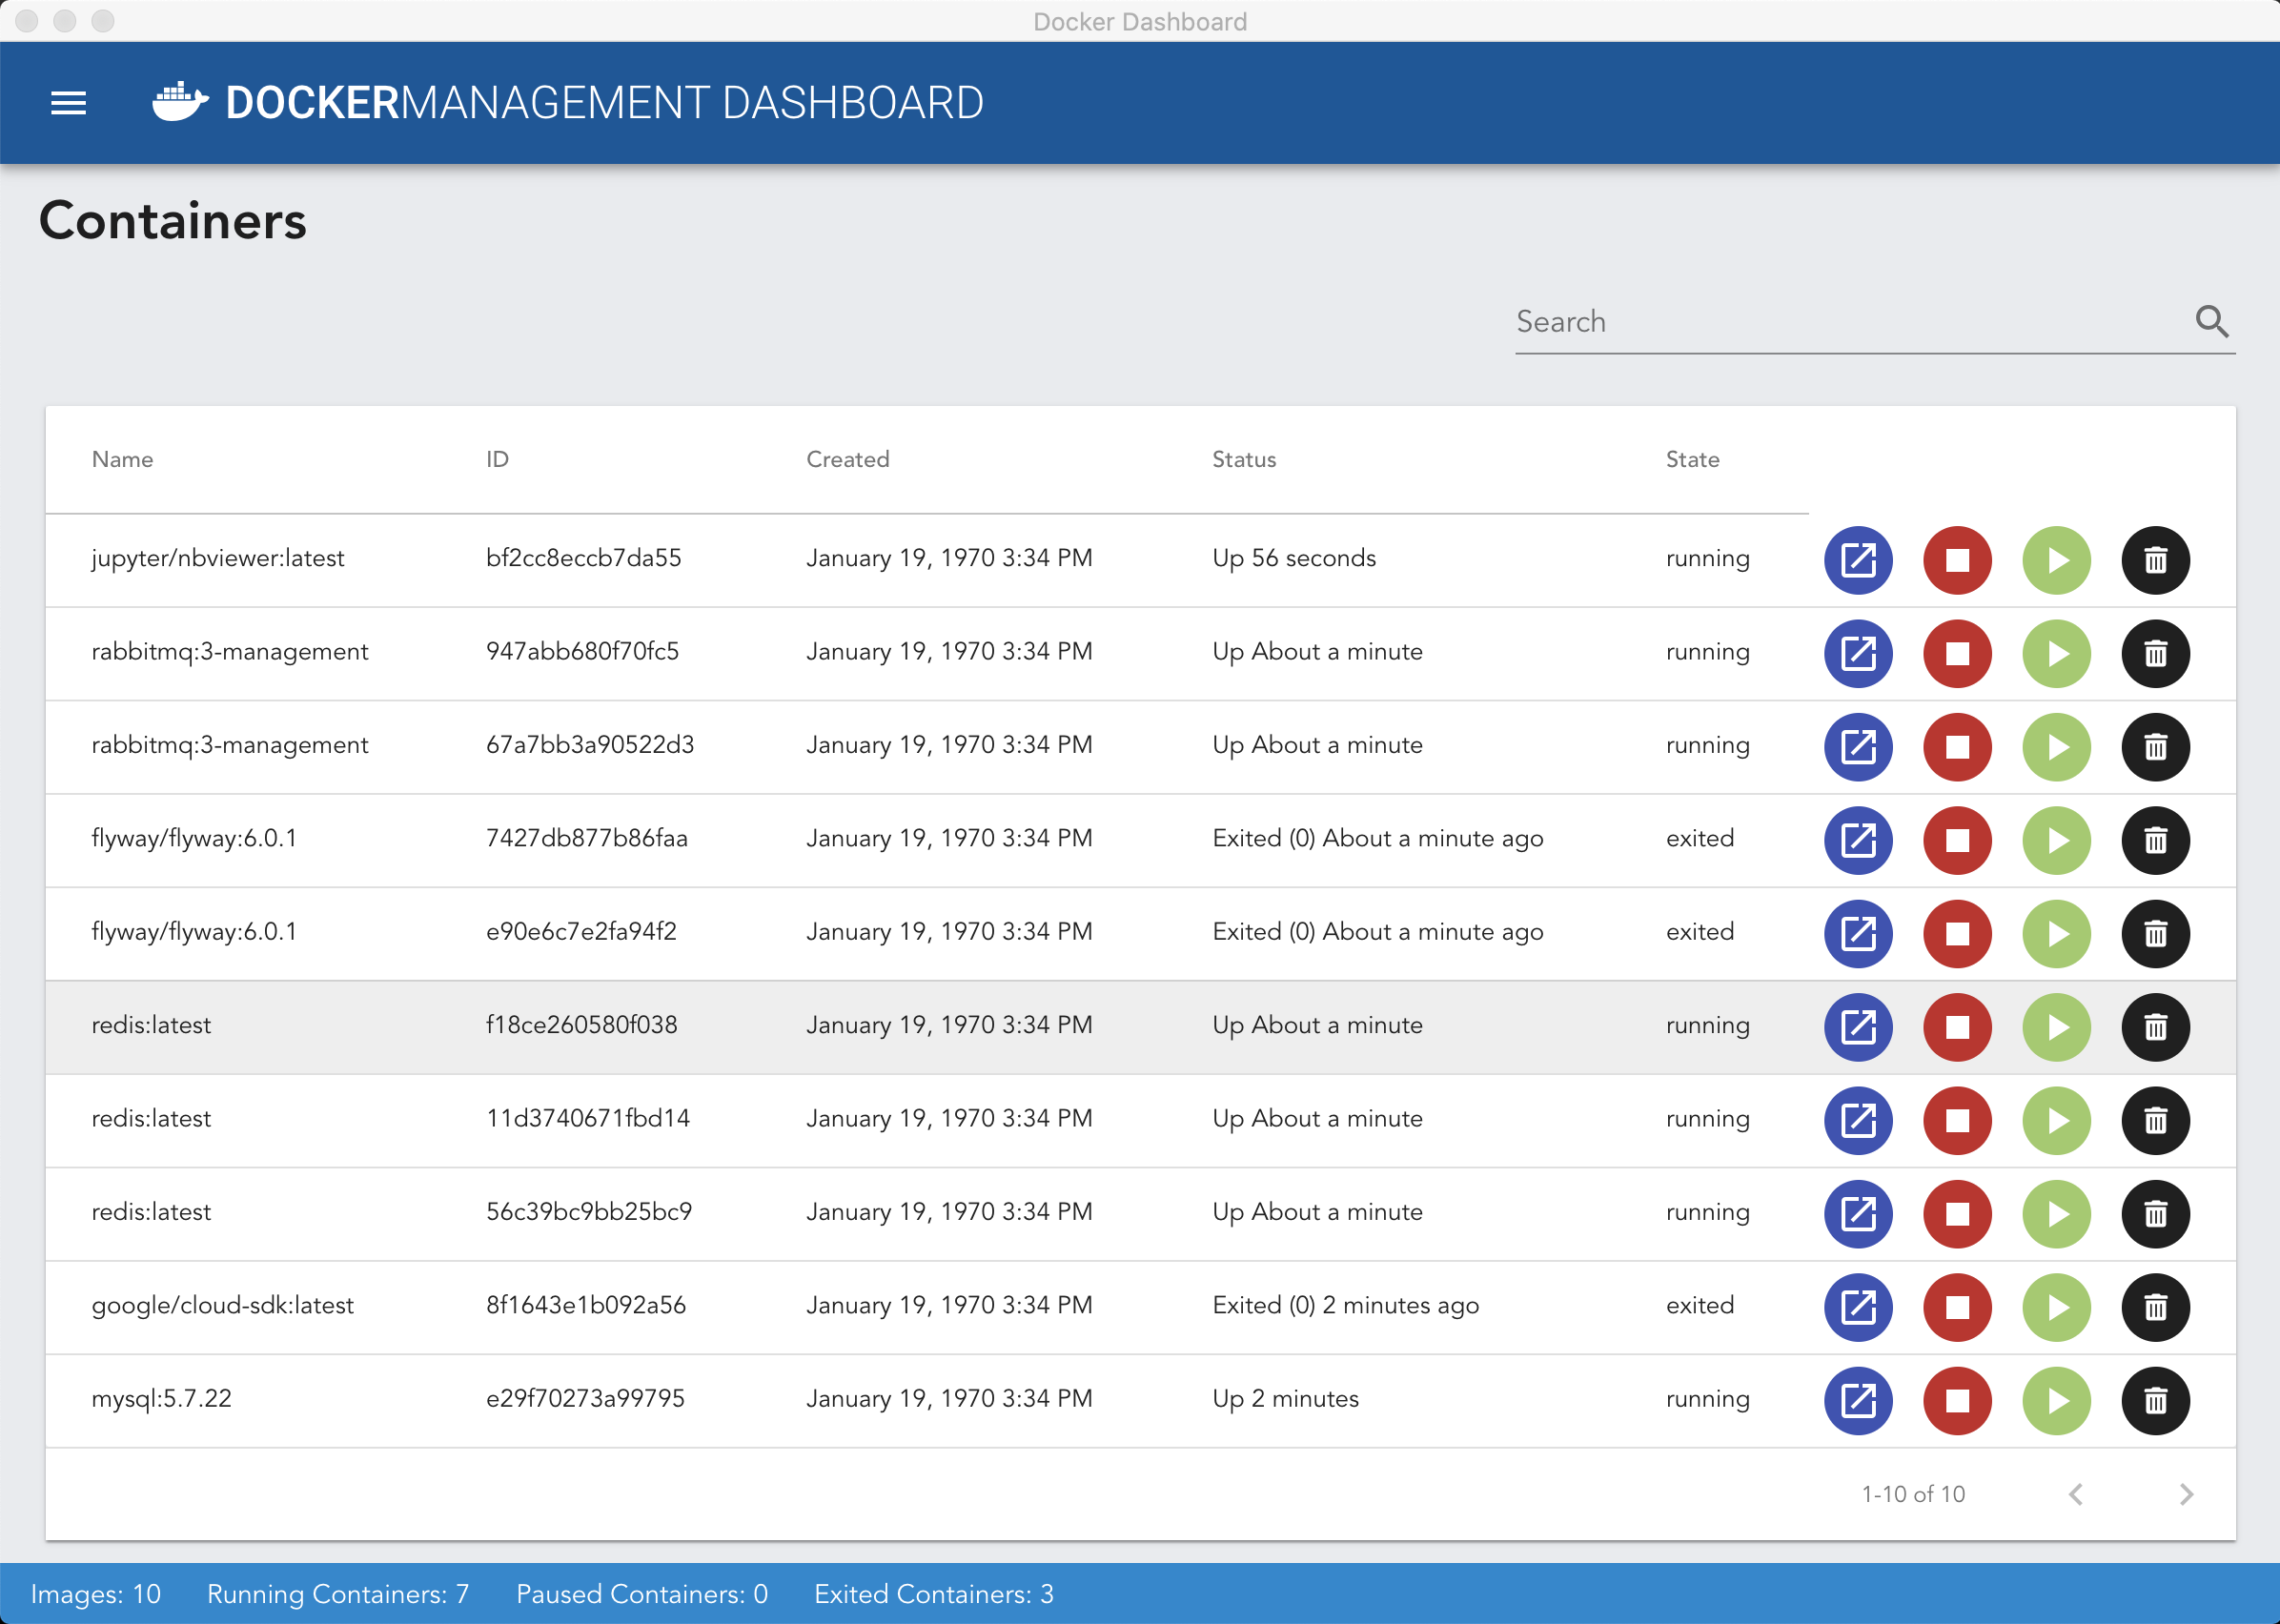 Docker Dashboard
DOCKERMANAGEMENT DASHBOARD
Containers
Search
Name ID Created Status State
jupyter/nbviewer:latest bf2cc8eccb7da55 January 19, 1970 3:34 PM Up 56 seconds running
rabbitmq:3-management 947abb680f70fc5 January 19, 1970 3:34 PM Up About a minute running
rabbitmq:3-management 67a7bb3a90522d3 January 19, 1970 3:34 PM Up About a minute running
flyway/flyway:6.0.1 7427db877b86faa January 19, 1970 3:34 PM Exited (0) About a minute ago exited
flyway/flyway:6.0.1 e90e6c7e2fa94f2 January 19, 1970 3:34 PM Exited (0) About a minute ago exited
redis:latest f18ce260580f038 January 19, 1970 3:34 PM Up About a minute running
redis:latest 11d3740671fbd14 January 19, 1970 3:34 PM Up About a minute running
redis:latest 56c39bc9bb25bc9 January 19, 1970 3:34 PM Up About a minute running
google/cloud-sdk:latest 8f1643e1b092a56 January 19, 1970 3:34 PM Exited (0) 2 minutes ago exited
mysql:5.7.22 e29f70273a99795 January 19, 1970 3:34 PM Up 2 minutes running
1-10 of 10
Images: 10 Running Containers: 7 Paused Containers: 0 Exited Containers: 3